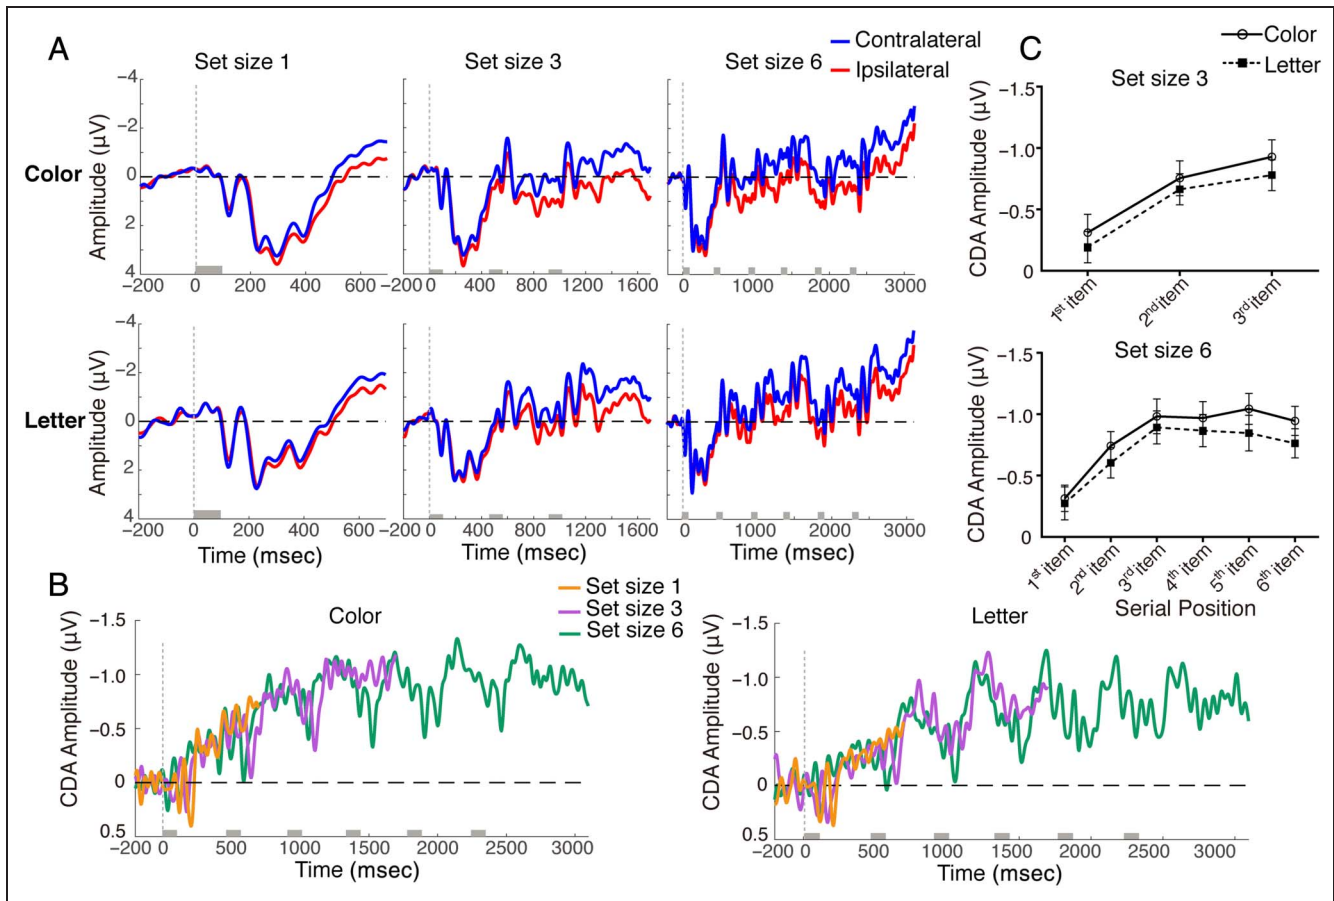 A
Set size 1
Set size 3
Set size 6
Contralateral
Ipsilateral
Color
Amplitude (µV)
−4
−2
0
2
4
−200 0 200 400 600
−200 0 400 800 1200 1600
0 1000 2000 3000
Letter
Amplitude (µV)
−4
−2
0
2
4
−200 0 200 400 600
−200 0 400 800 1200 1600
0 1000 2000 3000
Time (msec)
Time (msec)
Time (msec)
B
Set size 1
Set size 3
Set size 6
Color
CDA Amplitude (µV)
−1.5
−1.0
−0.5
0
0.5
−200 0 500 1000 1500 2000 2500 3000
Time (msec)
Letter
CDA Amplitude (µV)
−1.5
−1.0
−0.5
0
0.5
−200 0 500 1000 1500 2000 2500 3000
Time (msec)
C
Color
Letter
Set size 3
CDA Amplitude (µV)
−1.5
−1.0
−0.5
0
1st item
2nd item
3rd item
Set size 6
CDA Amplitude (µV)
−1.5
−1.0
−0.5
0
1st item
2nd item
3rd item
4th item
5th item
6th item
Serial Position